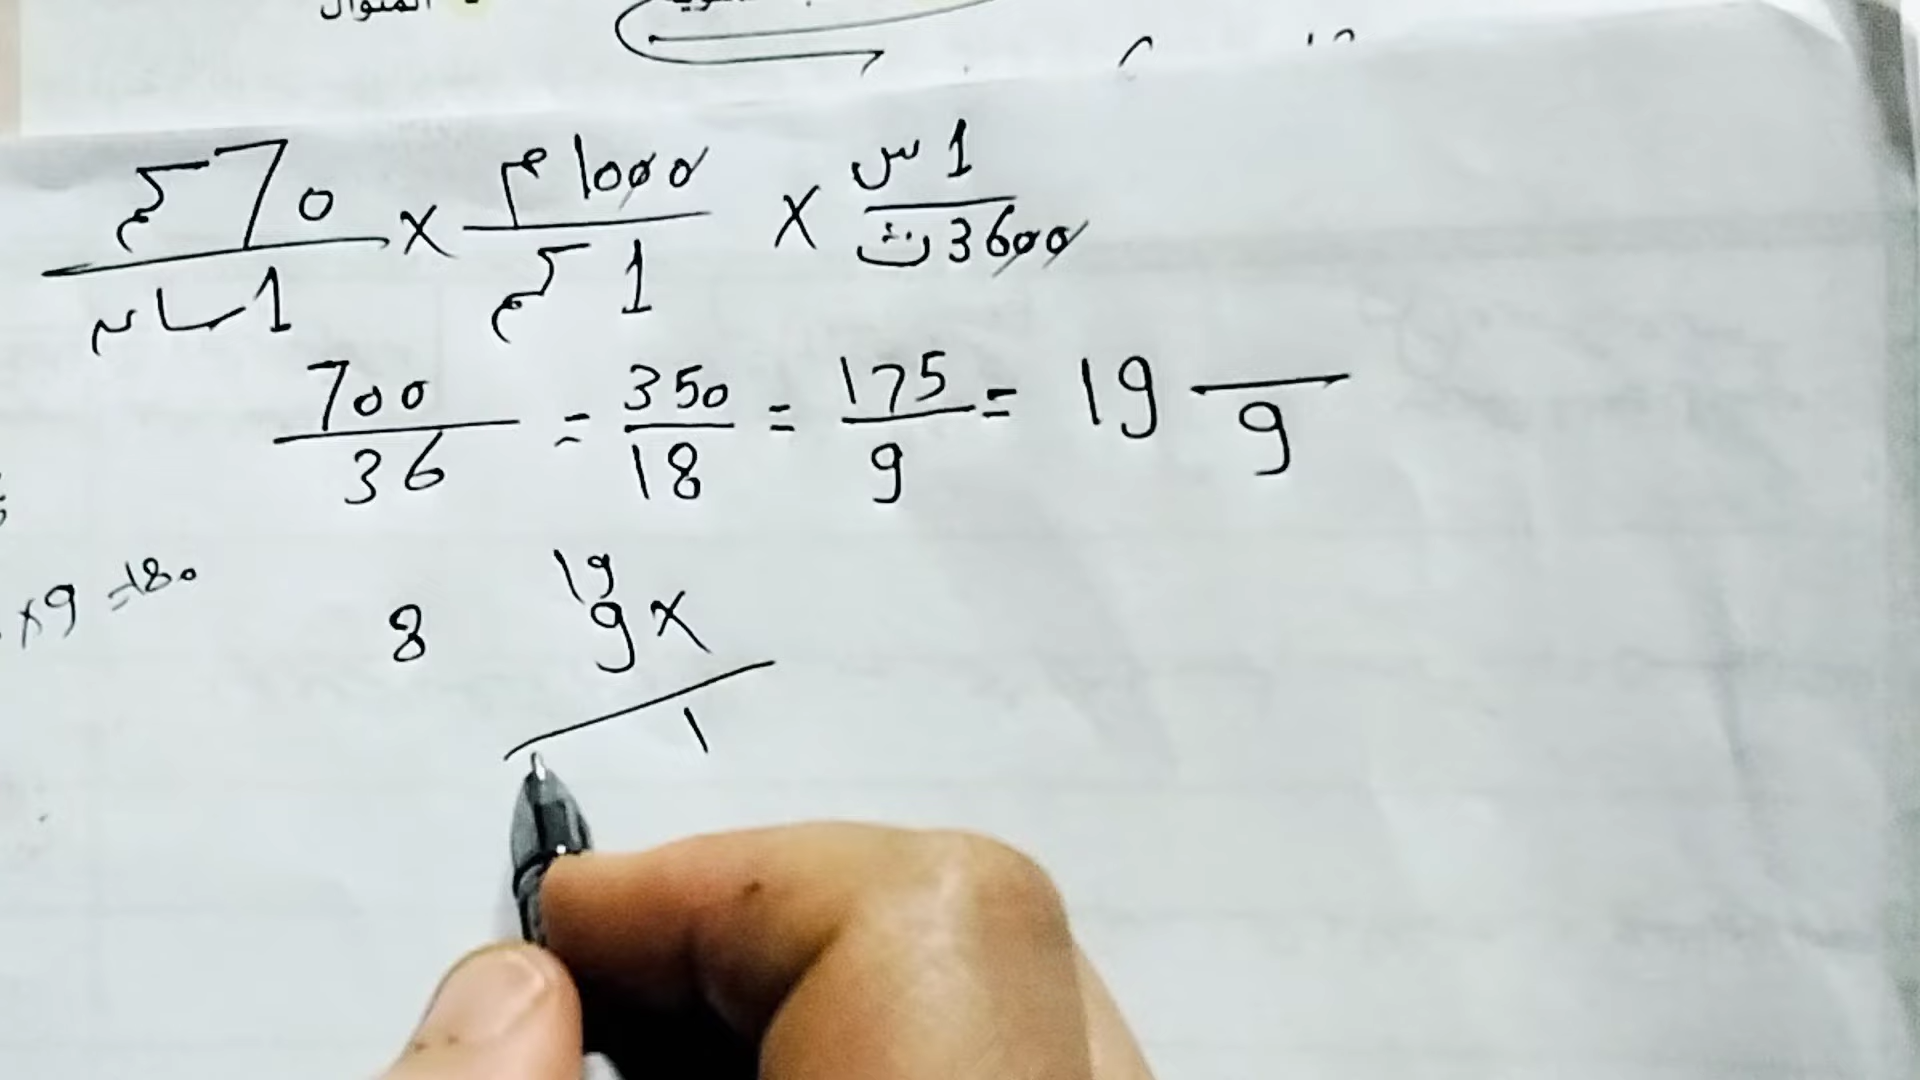 المنوال
70 كم / 1 ساعة × 1000 م / 1 كم × 1 س / 3600 ث
700/36 = 350/18 = 175/9 = 19 /9
×9 =180
8
19
9×
1